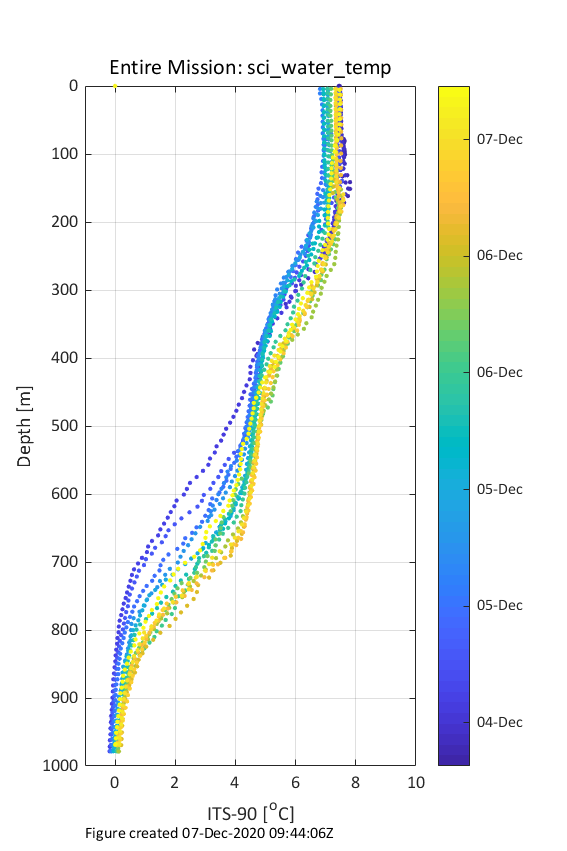 Entire Mission: sci_water_temp
0
100
200
300
400
500
600
700
800
900
1000
Depth [m]
0 2 4 6 8 10
ITS-90 [°C]
07-Dec
06-Dec
06-Dec
05-Dec
05-Dec
04-Dec
Figure created 07-Dec-2020 09:44:06Z